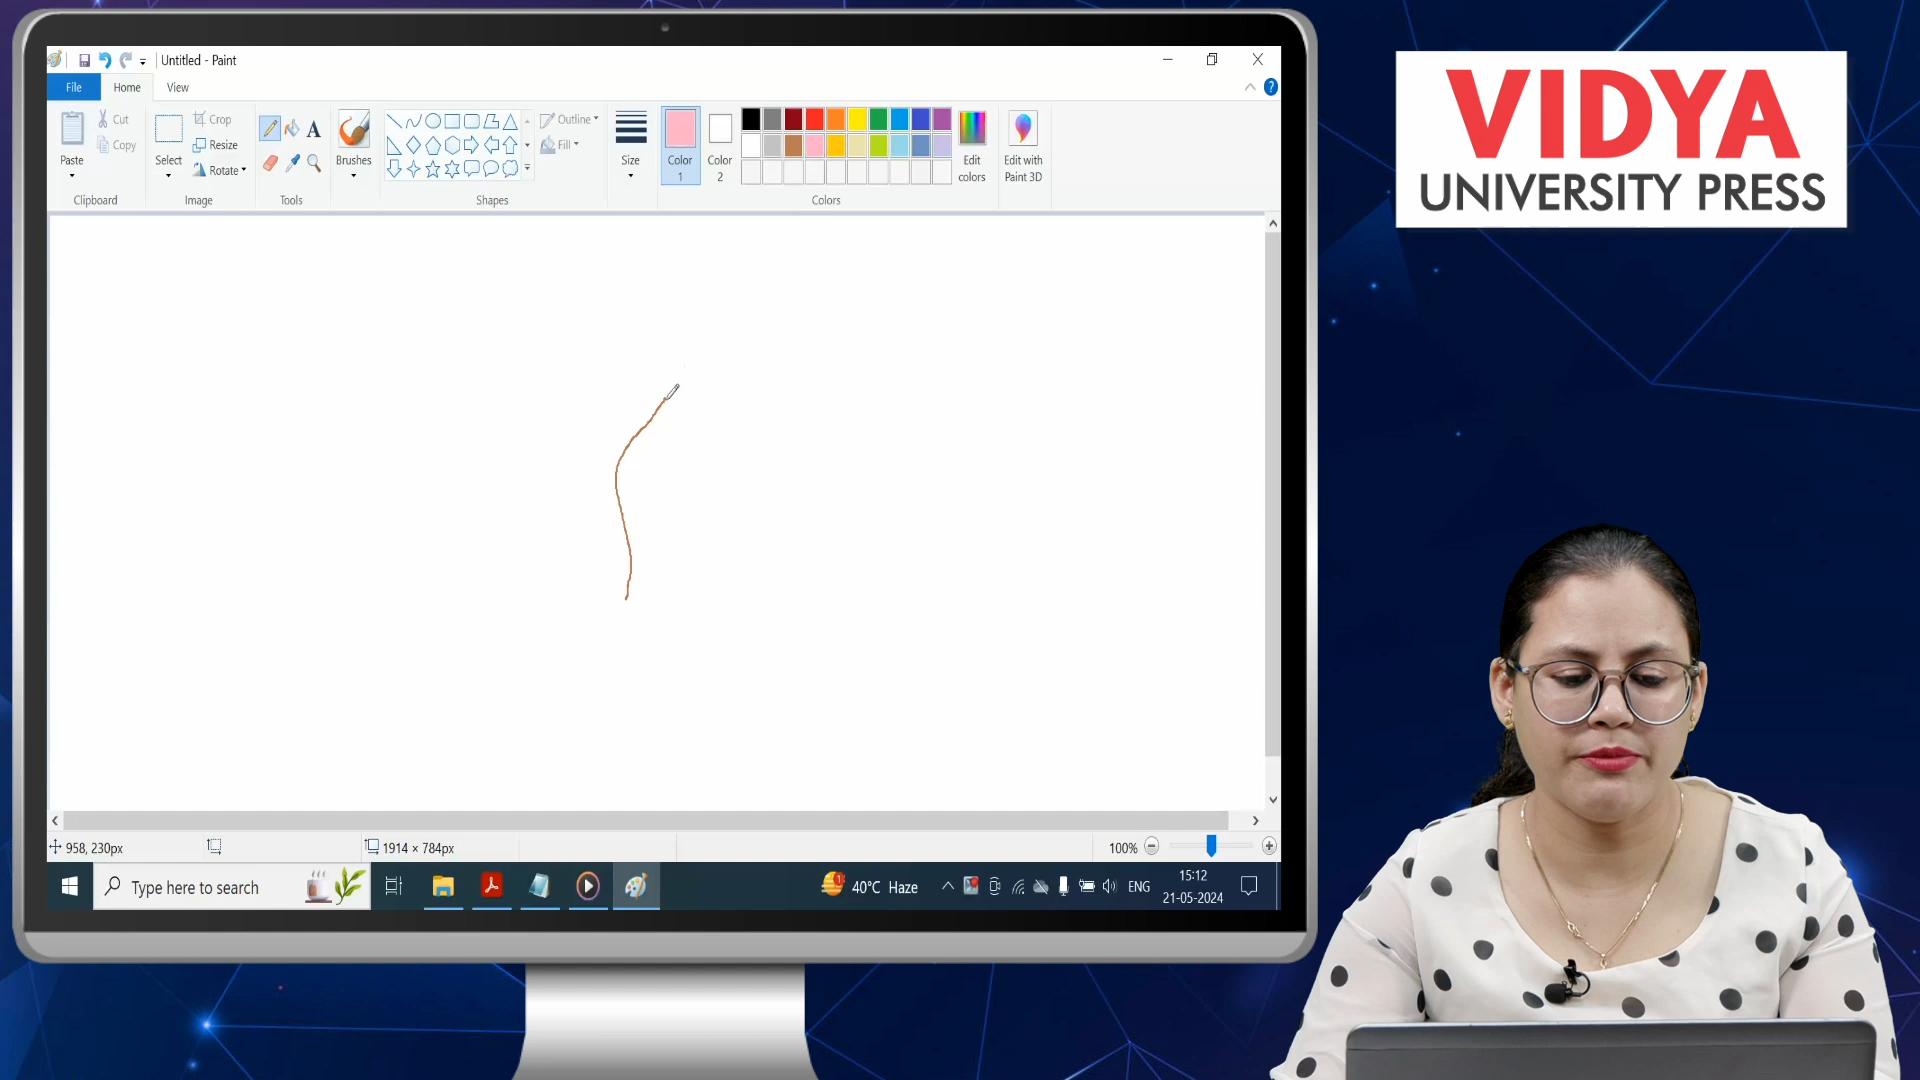 Untitled - Paint
File Home View
Paste
Cut
Copy
Clipboard
Select
Crop
Resize
Rotate
Image
A
Tools
Brushes
Shapes
Outline
Fill
Size
Color 1
Color 2
Colors
Edit colors
Edit with Paint 3D
958, 230px
1914 × 784px
100%
Type here to search
40°C Haze
ENG
15:12
21-05-2024
VIDYA
UNIVERSITY PRESS